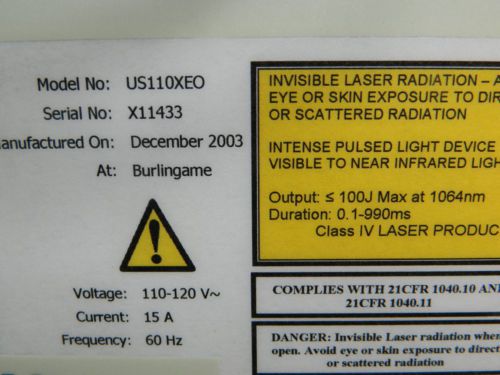 Model No: US110XEO
Serial No: X11433
anufactured On: December 2003
At: Burlingame
Voltage: 110-120 V~
Current: 15 A
Frequency: 60 Hz
INVISIBLE LASER RADIATION – A
EYE OR SKIN EXPOSURE TO DIR
OR SCATTERED RADIATION
INTENSE PULSED LIGHT DEVICE
VISIBLE TO NEAR INFRARED LIGH
Output: ≤ 100J Max at 1064nm
Duration: 0.1-990ms
Class IV LASER PRODUC
COMPLIES WITH 21CFR 1040.10 AND
21CFR 1040.11
DANGER: Invisible Laser radiation when
open. Avoid eye or skin exposure to direct
or scattered radiation